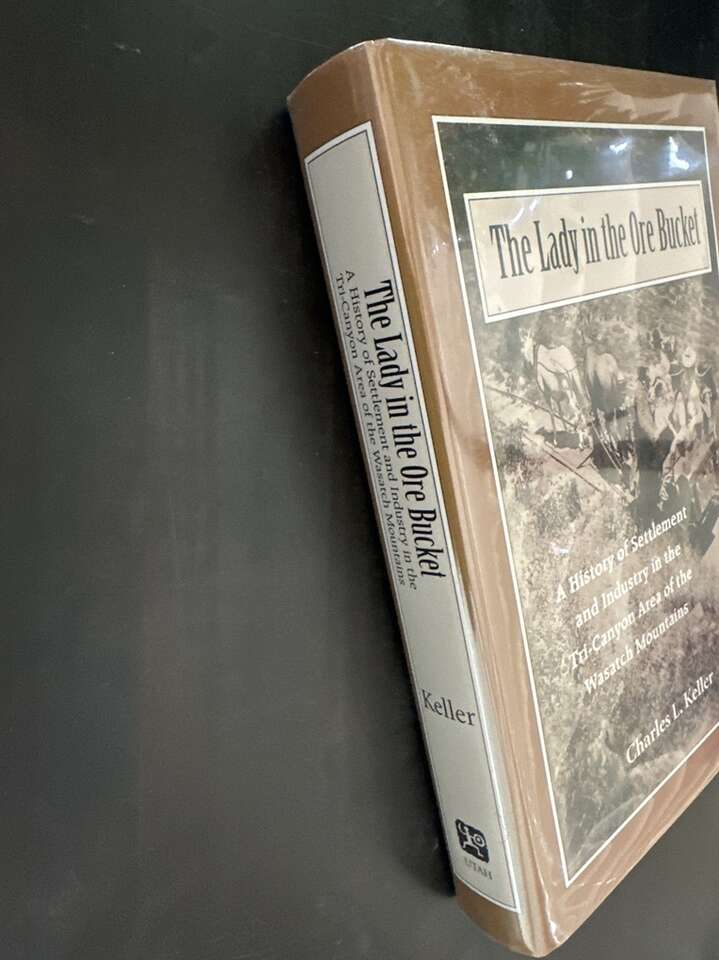 The Lady in the Ore Bucket
A History of Settlement and Industry in the
Tri-Canyon Area of the Wasatch Mountains
Keller
UTAH
The Lady in the Ore Bucket
A History of Settlement
and Industry in the
Tri-Canyon Area of the
Wasatch Mountains
Charles L. Keller